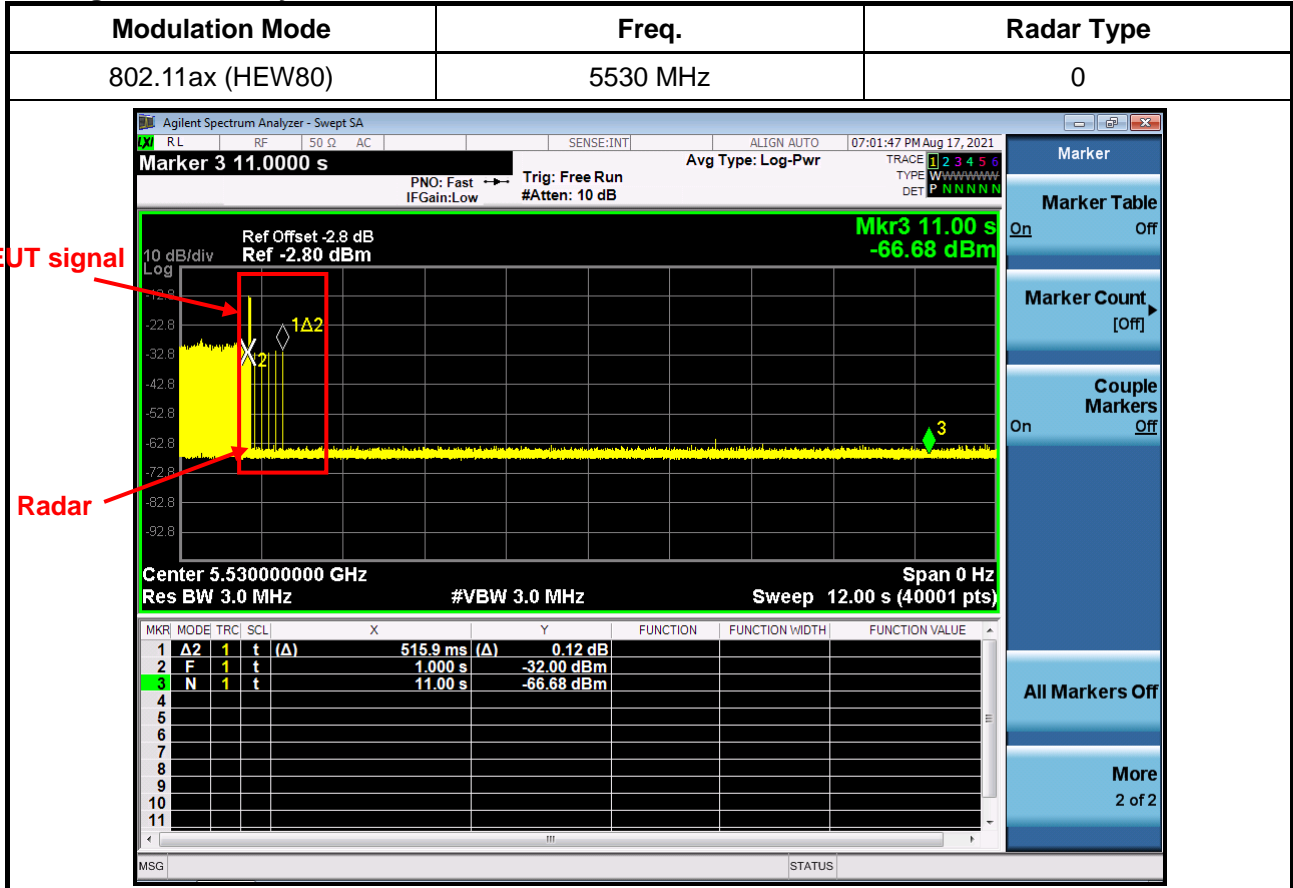 Modulation Mode Freq. Radar Type
802.11ax (HEW80) 5530 MHz 0
Agilent Spectrum Analyzer - Swept SA
LXI RL RF 50 Ω AC SENSE:INT ALIGN AUTO 07:01:47 PM Aug 17, 2021
Marker 3 11.0000 s
Avg Type: Log-Pwr
TRACE 1 2 3 4 5 6
TYPE WWWWWW
DET P N N N N N
PNO: Fast
IFGain:Low
Trig: Free Run
#Atten: 10 dB
Marker
Marker Table
On Off
Marker Count
[Off]
Couple
Markers
On Off
All Markers Off
More
2 of 2
Mkr3 11.00 s
-66.68 dBm
Ref Offset -2.8 dB
10 dB/div Ref -2.80 dBm
Log
EUT signal
-12.8
-22.8
-32.8
-42.8
-52.8
-62.8
-72.8
-82.8
-92.8
1Δ2
2
3
Radar
Center 5.530000000 GHz Span 0 Hz
Res BW 3.0 MHz #VBW 3.0 MHz Sweep 12.00 s (40001 pts)
MKR MODE TRC SCL X Y FUNCTION FUNCTION WIDTH FUNCTION VALUE
1 Δ2 1 t (Δ) 515.9 ms (Δ) 0.12 dB
2 F 1 t 1.000 s -32.00 dBm
3 N 1 t 11.00 s -66.68 dBm
4
5
6
7
8
9
10
11
MSG STATUS